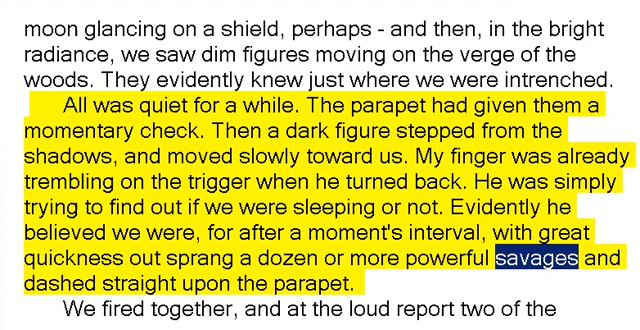 moon glancing on a shield, perhaps - and then, in the bright
radiance, we saw dim figures moving on the verge of the
woods. They evidently knew just where we were intrenched.
All was quiet for a while. The parapet had given them a
momentary check. Then a dark figure stepped from the
shadows, and moved slowly toward us. My finger was already
trembling on the trigger when he turned back. He was simply
trying to find out if we were sleeping or not. Evidently he
believed we were, for after a moment's interval, with great
quickness out sprang a dozen or more powerful savages and
dashed straight upon the parapet.
We fired together, and at the loud report two of the